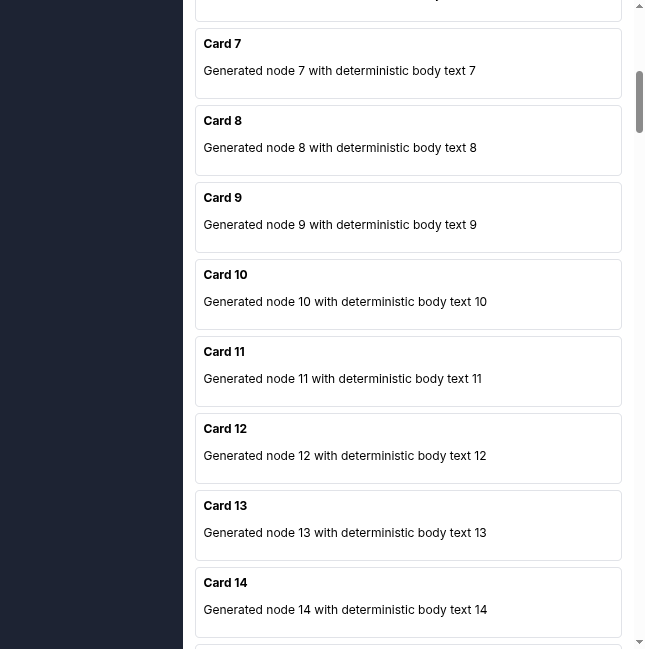 Card 7
Generated node 7 with deterministic body text 7
Card 8
Generated node 8 with deterministic body text 8
Card 9
Generated node 9 with deterministic body text 9
Card 10
Generated node 10 with deterministic body text 10
Card 11
Generated node 11 with deterministic body text 11
Card 12
Generated node 12 with deterministic body text 12
Card 13
Generated node 13 with deterministic body text 13
Card 14
Generated node 14 with deterministic body text 14